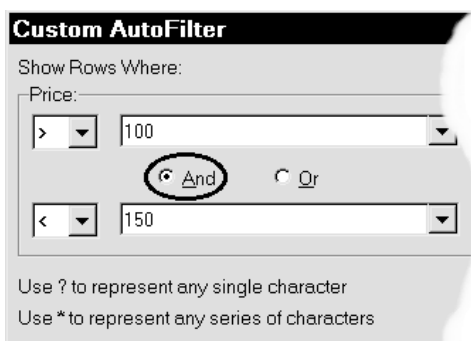 Custom AutoFilter
Show Rows Where:
Price:
> 100
And Or
< 150
Use ? to represent any single character
Use * to represent any series of characters